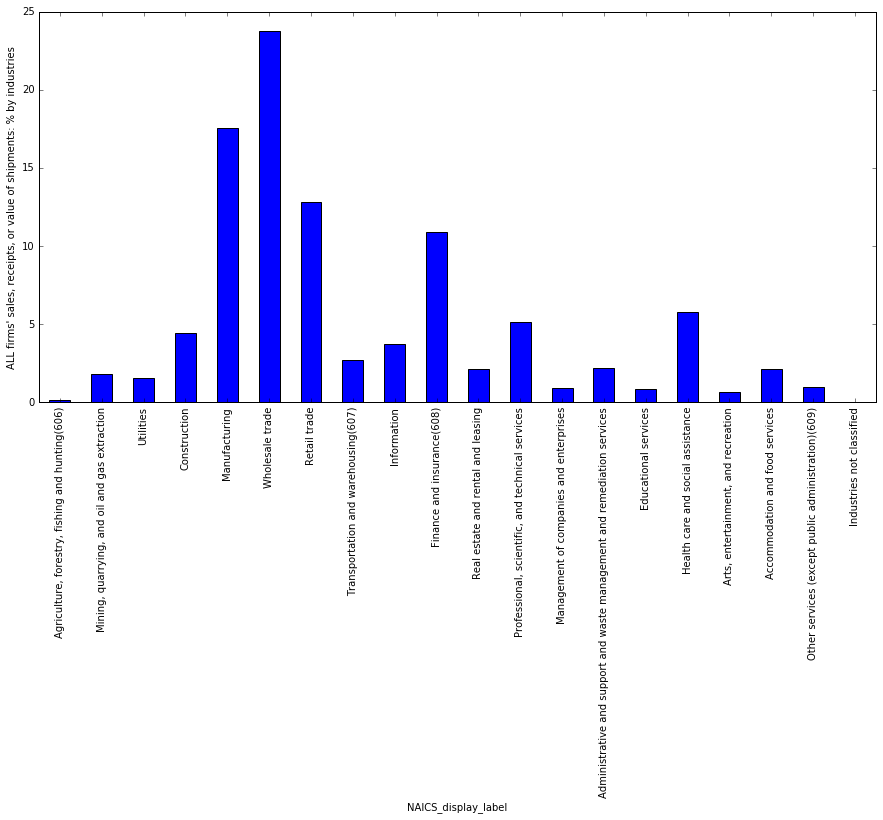 ALL firms' sales, receipts, or value of shipments: % by industries
25
20
15
10
5
0
Agriculture, forestry, fishing and hunting(606)
Mining, quarrying, and oil and gas extraction
Utilities
Construction
Manufacturing
Wholesale trade
Retail trade
Transportation and warehousing(607)
Information
Finance and insurance(608)
Real estate and rental and leasing
Professional, scientific, and technical services
Management of companies and enterprises
Administrative and support and waste management and remediation services
Educational services
Health care and social assistance
Arts, entertainment, and recreation
Accommodation and food services
Other services (except public administration)(609)
Industries not classified
NAICS_display_label